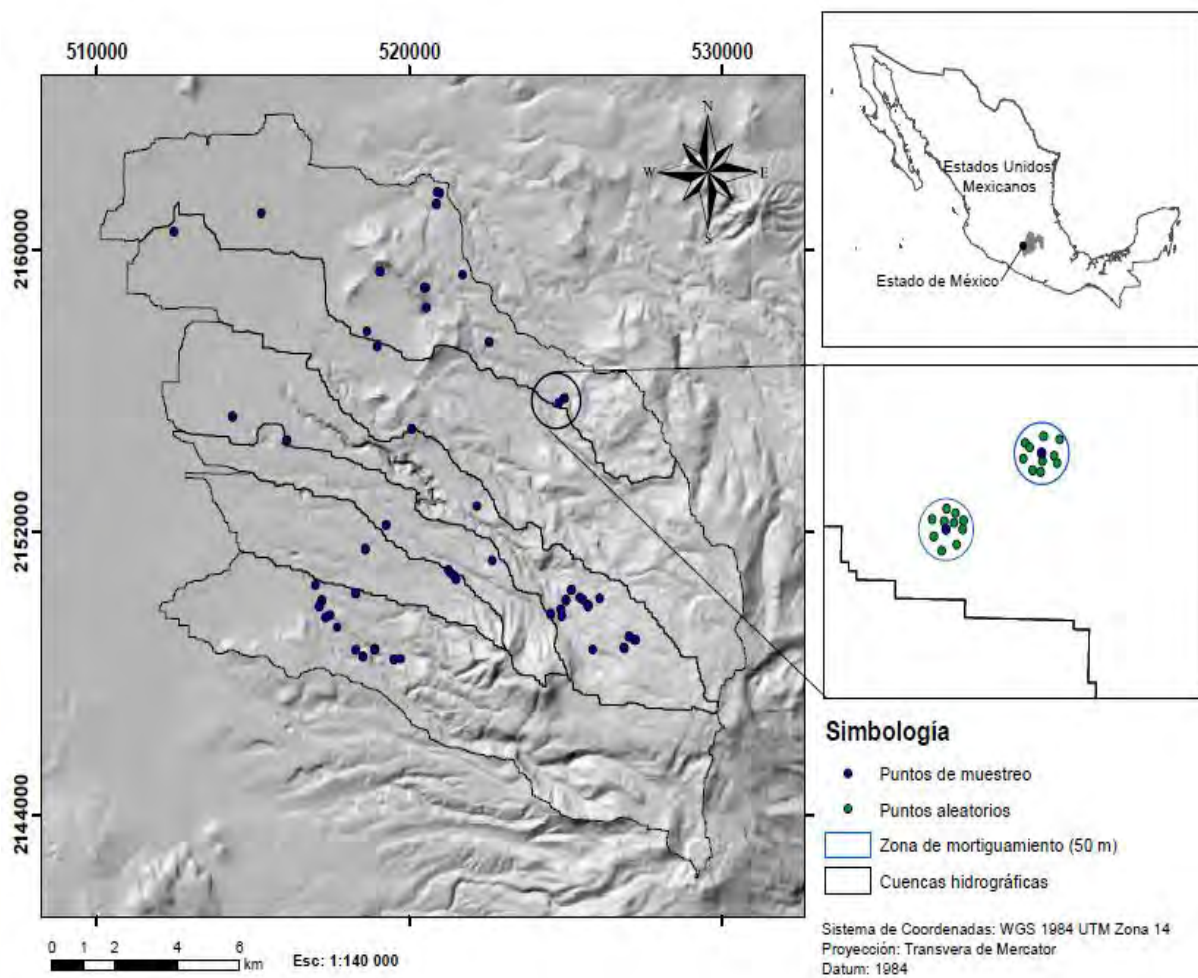 510000
520000
530000
N
W
E
S
2160000
2152000
2144000
Estados Unidos
Mexicanos
Estado de México
Simbología
Puntos de muestreo
Puntos aleatorios
Zona de mortiguamiento (50 m)
Cuencas hidrográficas
Sistema de Coordenadas: WGS 1984 UTM Zona 14
Proyección: Transvera de Mercator
Datum: 1984
0 1 2 4 6
km
Esc: 1:140 000